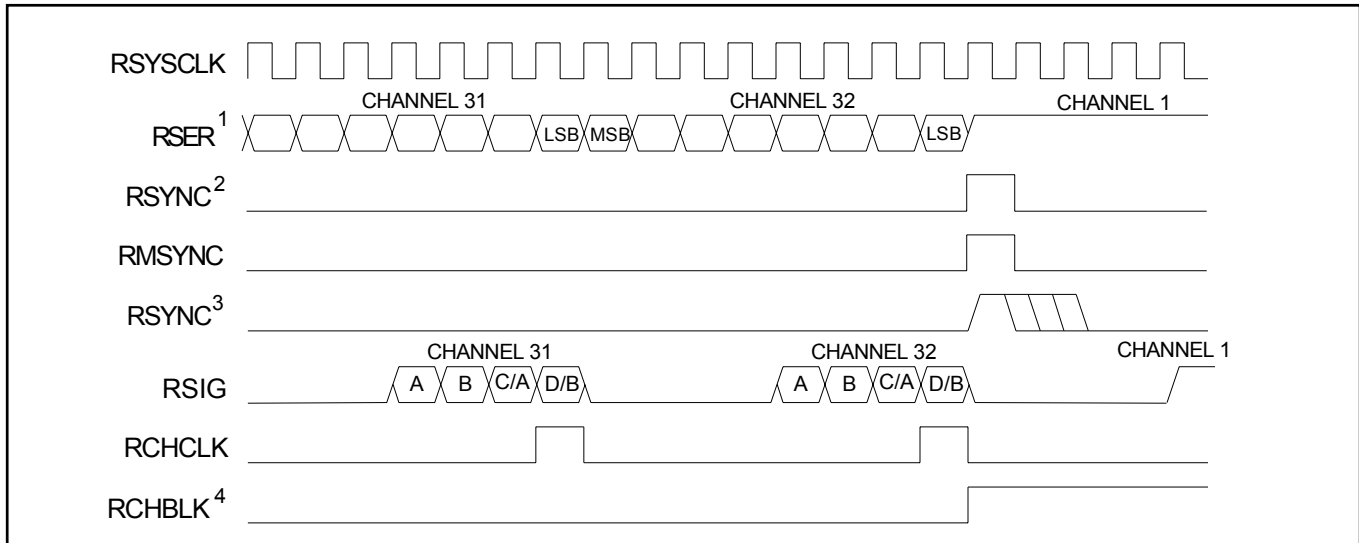 RSYSCLK
CHANNEL 31 CHANNEL 32 CHANNEL 1
RSER1 LSB MSB LSB
RSYNC2
RMSYNC
RSYNC3
CHANNEL 31 CHANNEL 32 CHANNEL 1
RSIG A B C/A D/B A B C/A D/B
RCHCLK
RCHBLK4